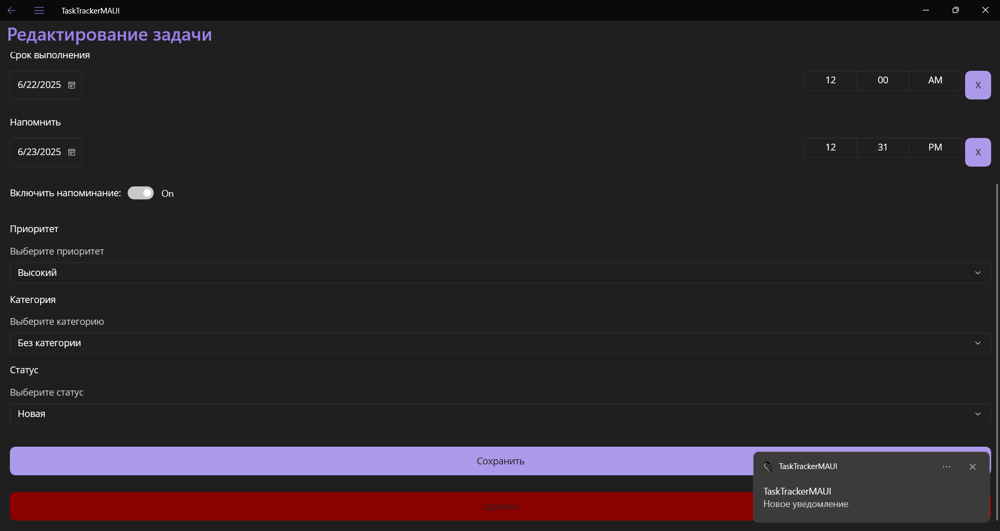 TaskTrackerMAUI
Редактирование задачи
Срок выполнения
6/22/2025
12 00 AM X
Напомнить
6/23/2025
12 31 PM X
Включить напоминание: On
Приоритет
Выберите приоритет
Высокий
Категория
Выберите категорию
Без категории
Статус
Выберите статус
Новая
Сохранить
Удалить
TaskTrackerMAUI
TaskTrackerMAUI
Новое уведомление